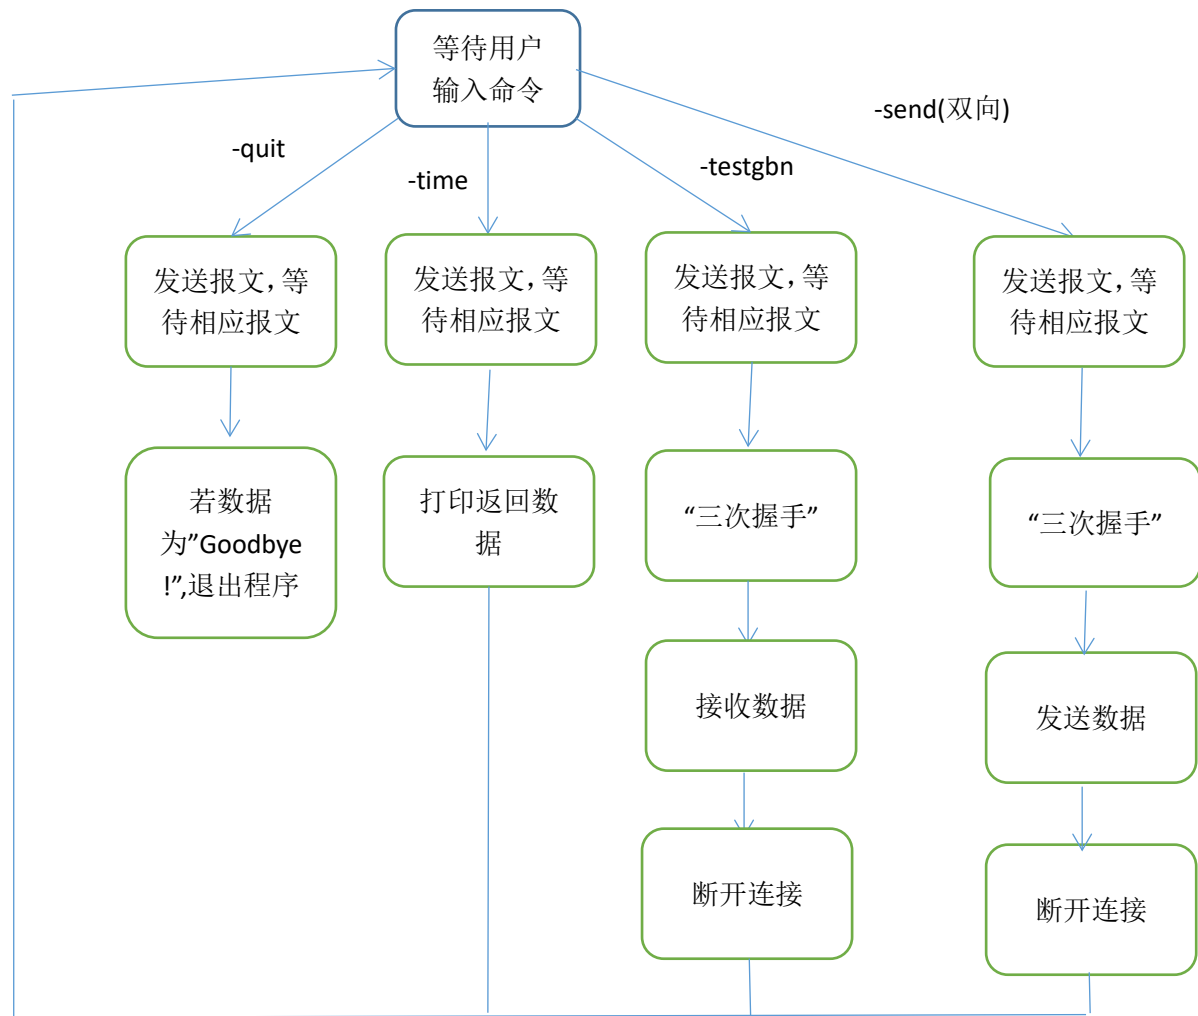 等待用户
输入命令
-send(双向)
-quit
-time
-testgbn
发送报文，等
待相应报文
发送报文，等
待相应报文
发送报文，等
待相应报文
发送报文，等
待相应报文
若数据
为”Goodbye
!”,退出程序
打印返回数
据
“三次握手”
“三次握手”
接收数据
发送数据
断开连接
断开连接